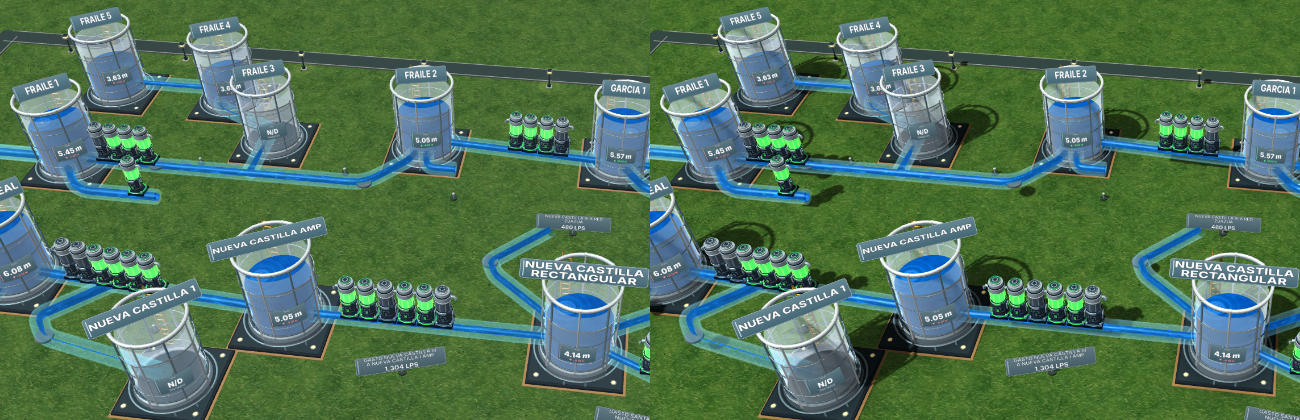 FRAILE 5
FRAILE 4
3.63 m
FRAILE 3
N/D
FRAILE 2
5.05 m
GARCIA 1
5.57 m
FRAILE 1
5.45 m
6.08 m
NUEVA CASTILLA AMP
5.05 m
480 LPS
NUEVA CASTILLA
RECTANGULAR
4.14 m
NUEVA CASTILLA 1
N/D
1,304 LPS
FRAILE 5
FRAILE 4
3.63 m
FRAILE 3
N/D
FRAILE 2
5.05 m
GARCIA 1
5.57 m
FRAILE 1
5.45 m
6.08 m
NUEVA CASTILLA AMP
5.05 m
480 LPS
NUEVA CASTILLA
RECTANGULAR
4.14 m
NUEVA CASTILLA 1
N/D
1,304 LPS